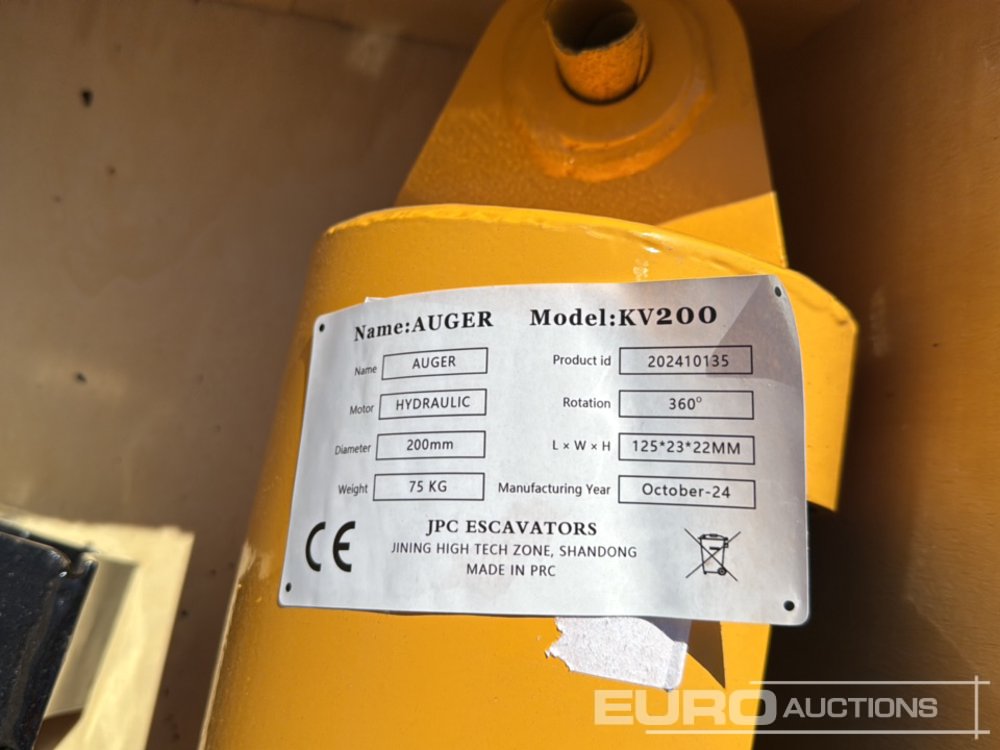 Name:AUGER Model:KV200
Name AUGER Product id 202410135
Motor HYDRAULIC Rotation 360°
Diameter 200mm L × W × H 125*23*22MM
Weight 75 KG Manufacturing Year October-24
CE JPC ESCAVATORS
JINING HIGH TECH ZONE, SHANDONG
MADE IN PRC
EURO AUCTIONS